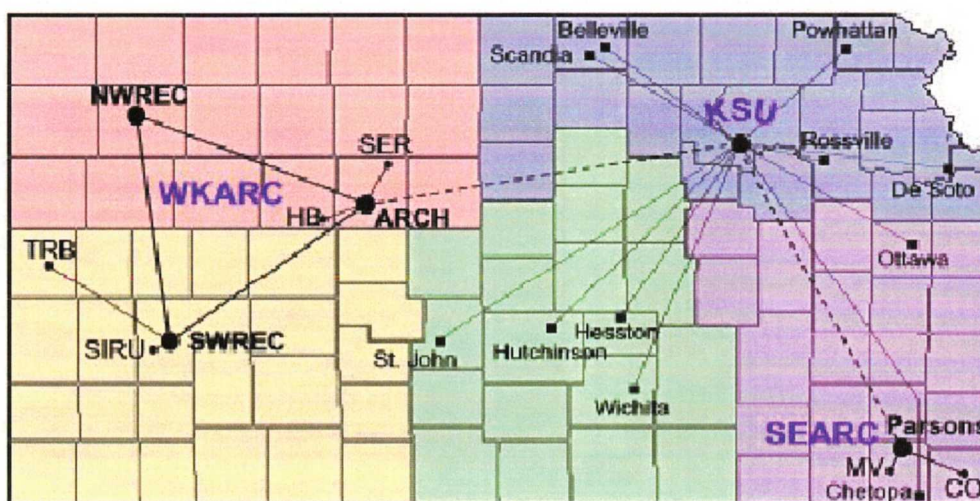 Belleville
Powhattan
Scandia
NWREC
KSU
SER
Rossville
WKARC
De Soto
HB
ARCH
TRB
Ottawa
SWREC
SIRU
St. John
Hutchinson
Hesston
Wichita
SEARC
Parsons
MV
CC
Chetopa